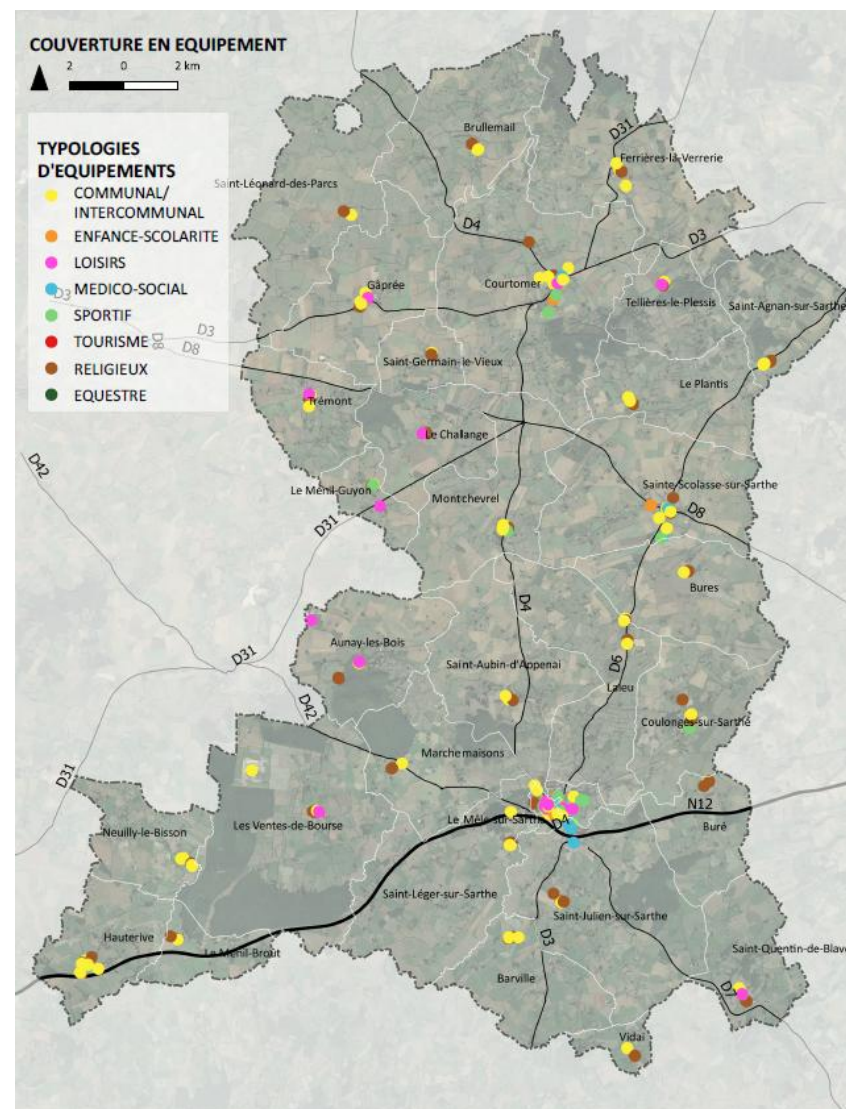 COUVERTURE EN EQUIPEMENT
2 0 2 km
TYPOLOGIES
D'EQUIPEMENTS
COMMUNAL/
INTERCOMMUNAL
ENFANCE-SCOLARITE
LOISIRS
MEDICO-SOCIAL
SPORTIF
TOURISME
RELIGIEUX
EQUESTRE
Brullemail
D31
Ferrières-la-Verrerie
Saint-Léonard-des-Parcs
D4
D3
Gâprée
Courtomer
Tellières-le-Plessis
Saint-Agnan-sur-Sarthe
D3
D3
D8
D8
Saint-Germain-le-Vieux
Le Plantis
Trémont
Le Chalange
D42
Le Ménil-Guyon
Montchevrel
Sainte-Scolasse-sur-Sarthe
D8
D31
Bures
D4
D31
Aunay-les-Bois
Saint-Aubin-d'Appenai
D6
Laleu
D42
Coulonges-sur-Sarthe
Marchemaisons
D31
N12
Neuilly-le-Bisson
Les Ventes-de-Bourse
Le Mêle-sur-Sarthe
Buré
Saint-Léger-sur-Sarthe
Saint-Julien-sur-Sarthe
Hauterive
Le Ménil-Broût
D3
Saint-Quentin-de-Blavo
Barville
D7
Vidai